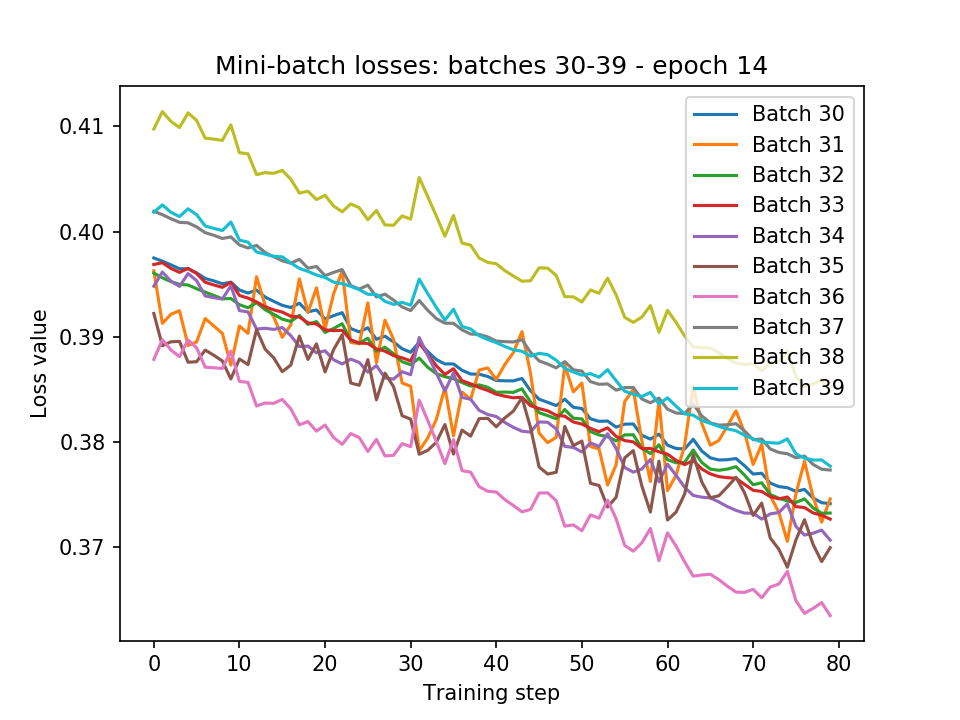 Mini-batch losses: batches 30-39 - epoch 14
Loss value
0.41
0.40
0.39
0.38
0.37
Batch 30
Batch 31
Batch 32
Batch 33
Batch 34
Batch 35
Batch 36
Batch 37
Batch 38
Batch 39
0 10 20 30 40 50 60 70 80
Training step